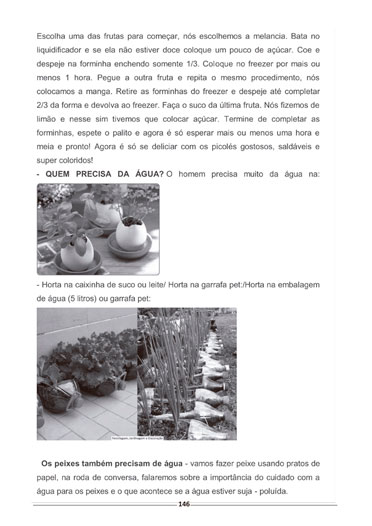 Escolha uma das frutas para começar, nós escolhemos a melancia. Bata no
liquidificador e se ela não estiver doce coloque um pouco de açúcar. Coe e
despeje na forminha enchendo somente 1/3. Coloque no freezer por mais ou
menos 1 hora. Pegue a outra fruta e repita o mesmo procedimento, nós
colocamos a manga. Retire as forminhas do freezer e despeje até completar
2/3 da forma e devolva ao freezer. Faça o suco da última fruta. Nós fizemos de
limão e nesse sim tivemos que colocar açúcar. Termine de completar as
forminhas, espete o palito e agora é só esperar mais ou menos uma hora e
meia e pronto! Agora é só se deliciar com os picolés gostosos, saldáveis e
super coloridos!
- QUEM PRECISA DA ÁGUA? O homem precisa muito da água na:
- Horta na caixinha de suco ou leite/ Horta na garrafa pet:/Horta na embalagem
de água (5 litros) ou garrafa pet:
Os peixes também precisam de água - vamos fazer peixe usando pratos de
papel, na roda de conversa, falaremos sobre a importância do cuidado com a
água para os peixes e o que acontece se a água estiver suja - poluída.
146